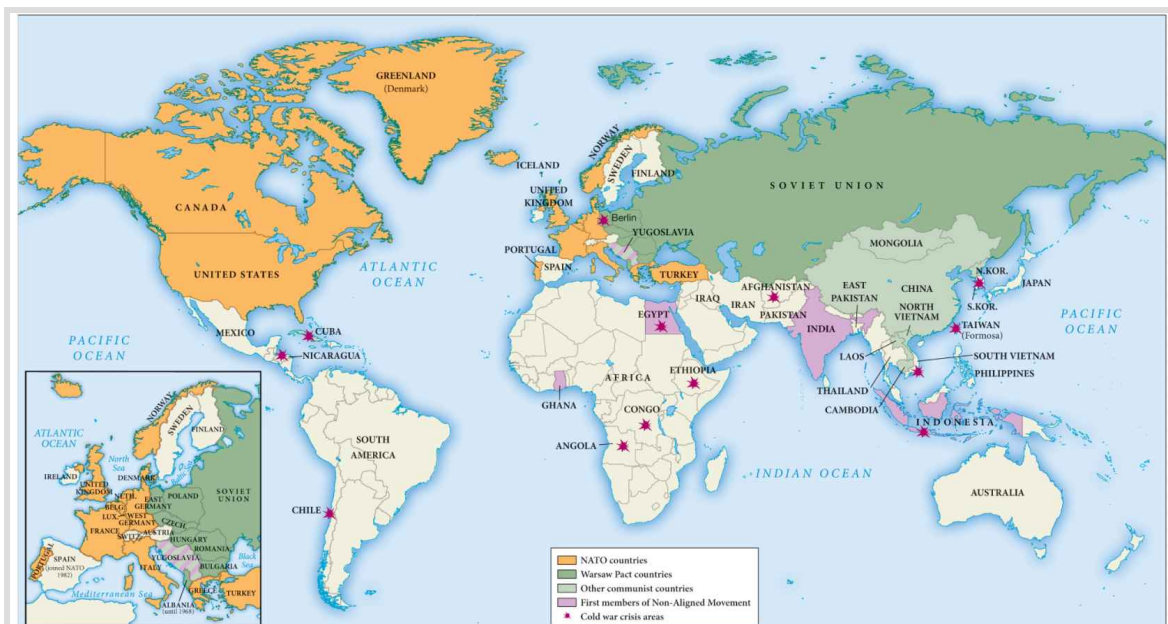 GREENLAND
(Denmark)
CANADA
UNITED STATES
MEXICO
CUBA
NICARAGUA
ATLANTIC
OCEAN
PACIFIC
OCEAN
SOUTH
AMERICA
CHILE
ICELAND
NORWAY
SWEDEN
FINLAND
UNITED
KINGDOM
Berlin
YUGOSLAVIA
PORTUGAL
SPAIN
TURKEY
SOVIET UNION
MONGOLIA
CHINA
N.KOR.
S.KOR.
JAPAN
AFGHANISTAN
IRAQ
IRAN
PAKISTAN
EAST
PAKISTAN
NORTH
VIETNAM
INDIA
EGYPT
TAIWAN
(Formosa)
PACIFIC
OCEAN
LAOS
SOUTH VIETNAM
PHILIPPINES
THAILAND
CAMBODIA
INDONESIA
AFRICA
ETHIOPIA
GHANA
CONGO
ANGOLA
INDIAN OCEAN
AUSTRALIA
ATLANTIC
OCEAN
NORWAY
SWEDEN
FINLAND
North
Sea
IRELAND
UNITED
KINGDOM
DENMARK
NETH.
BELG.
LUX.
EAST
GERMANY
WEST
GERMANY
POLAND
SOVIET
UNION
CZECH.
FRANCE
SWITZ.
AUSTRIA
HUNGARY
ROMANIA
YUGOSLAVIA
BULGARIA
Black
Sea
PORTUGAL
SPAIN
(joined NATO
1982)
ITALY
Mediterranean Sea
ALBANIA
(until 1968)
GREECE
TURKEY
NATO countries
Warsaw Pact countries
Other communist countries
First members of Non-Aligned Movement
Cold war crisis areas